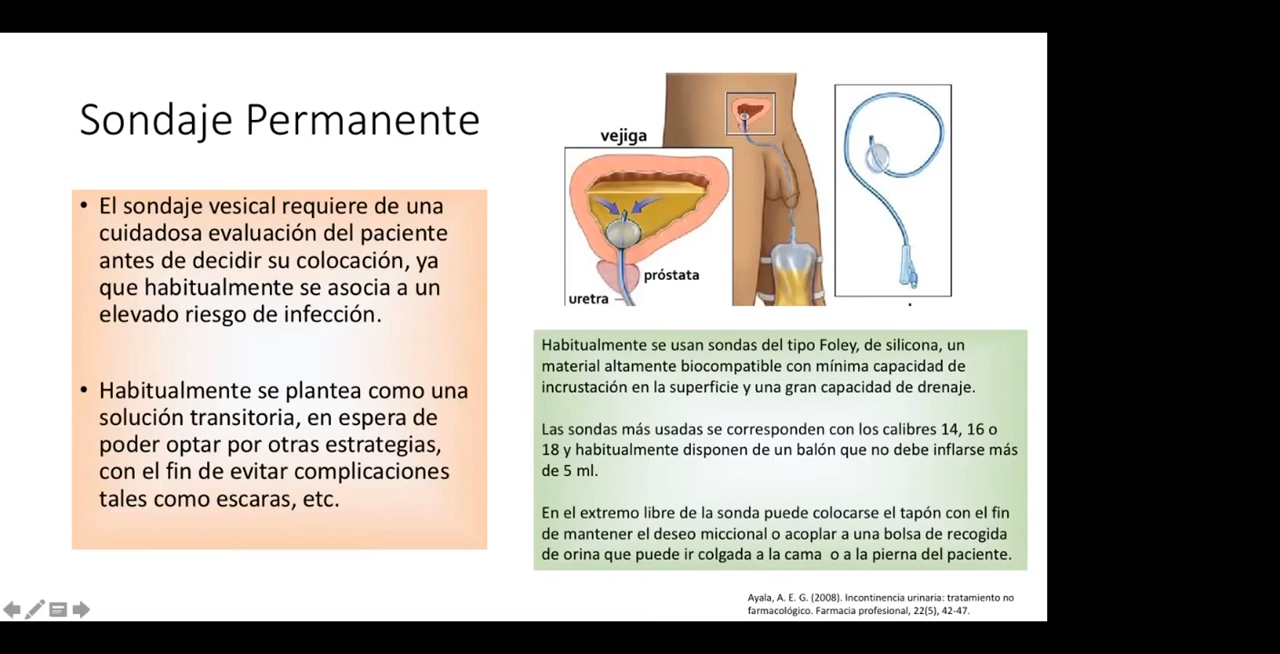 Sondaje Permanente
• El sondaje vesical requiere de una
cuidadosa evaluación del paciente
antes de decidir su colocación, ya
que habitualmente se asocia a un
elevado riesgo de infección.
• Habitualmente se plantea como una
solución transitoria, en espera de
poder optar por otras estrategias,
con el fin de evitar complicaciones
tales como escaras, etc.
vejiga
próstata
uretra
Habitualmente se usan sondas del tipo Foley, de silicona, un
material altamente biocompatible con mínima capacidad de
incrustación en la superficie y una gran capacidad de drenaje.
Las sondas más usadas se corresponden con los calibres 14, 16 o
18 y habitualmente disponen de un balón que no debe inflarse más
de 5 ml.
En el extremo libre de la sonda puede colocarse el tapón con el fin
de mantener el deseo miccional o acoplar a una bolsa de recogida
de orina que puede ir colgada a la cama o a la pierna del paciente.
Ayala, A. E. G. (2008). Incontinencia urinaria: tratamiento no
farmacológico. Farmacia profesional, 22(5), 42-47.